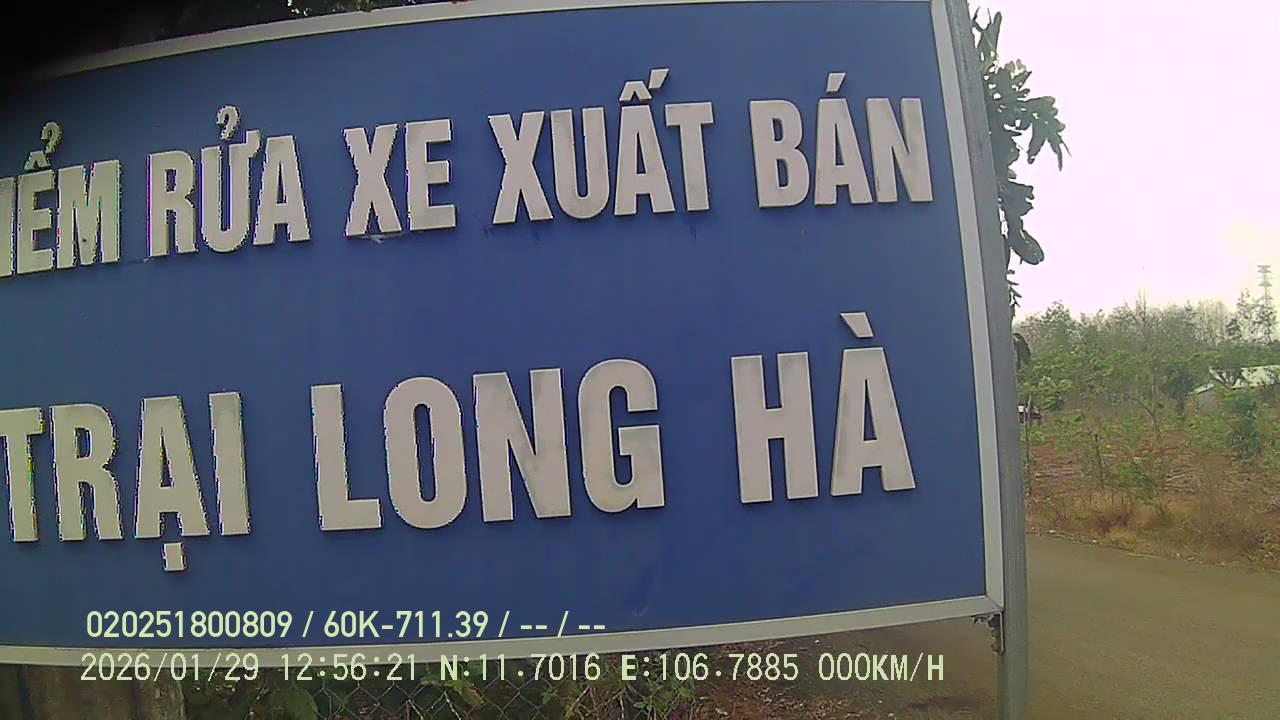 RỬA XE XUẤT BÁN
TRẠI LONG HÀ
020251800809 / 60K-711.39 / -- / --
2026/01/29 12:56:21 N:11.7016 E:106.7885 000KM/H